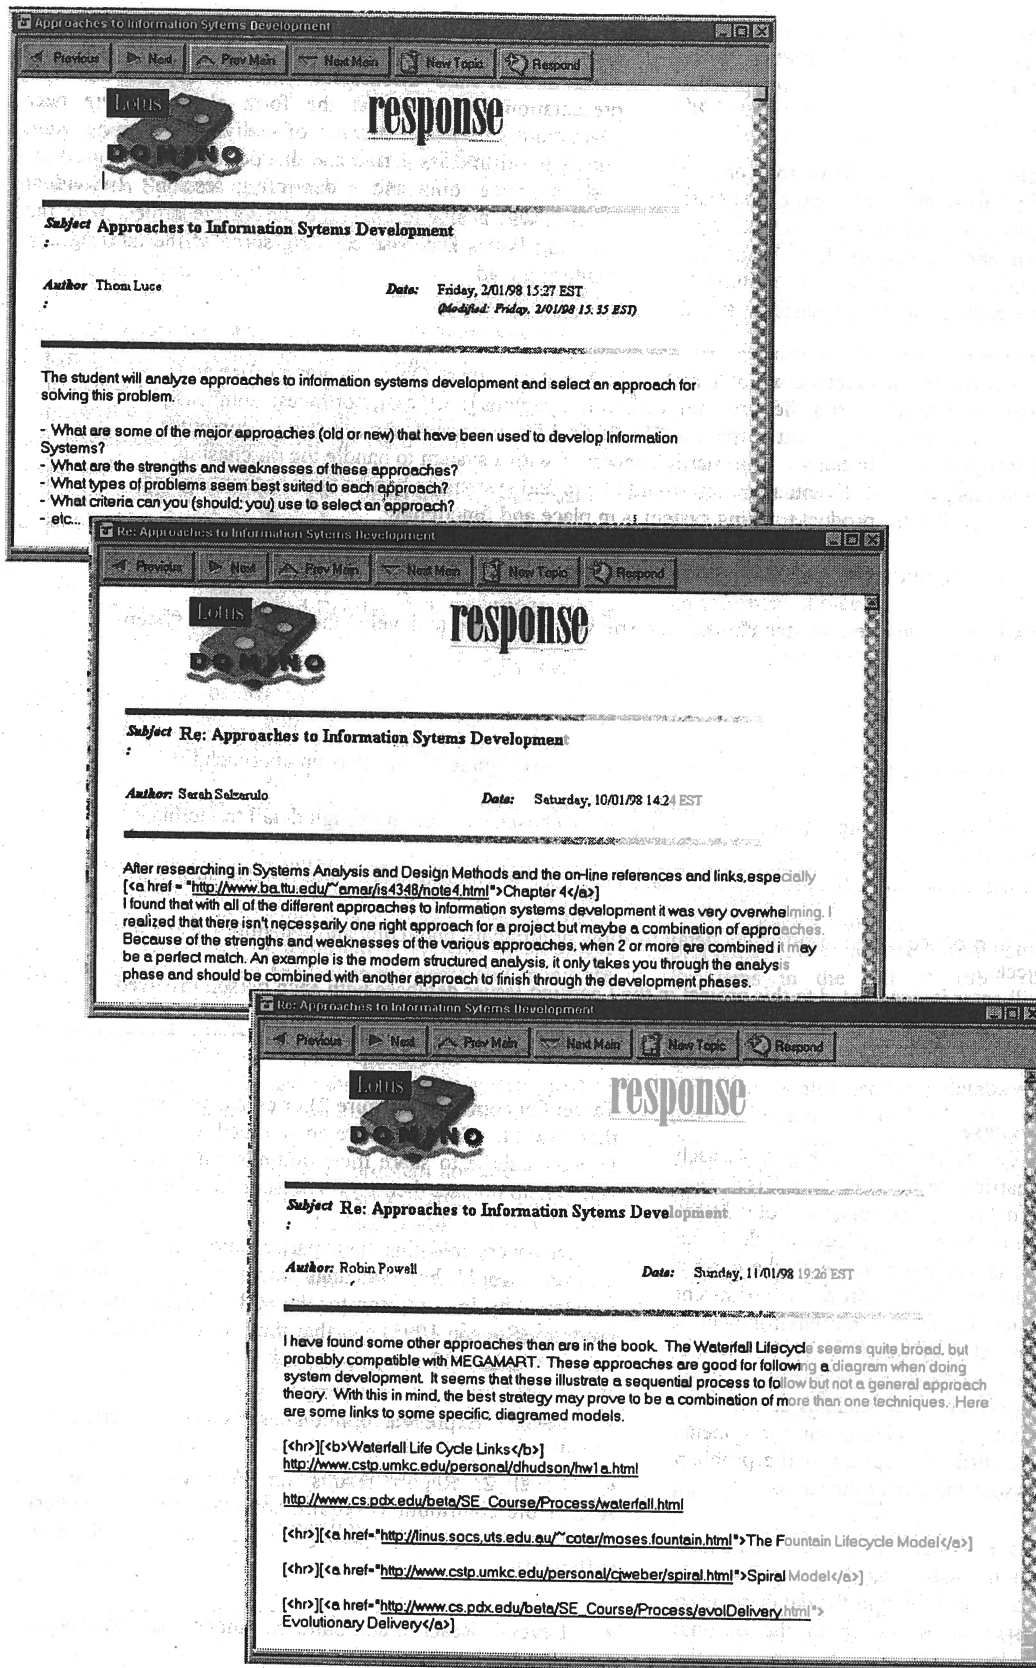 Approaches to Information Sytems Development
Previous Next Prev Main Next Main New Topic Respond
Lotus
DOMINO
response
Subject Approaches to Information Sytems Development
:
Author Thom Luce
:
Date: Friday, 2/01/98 15:27 EST
(Modified: Friday, 2/01/98 15:35 EST)
The student will analyze approaches to information systems development and select an approach for
solving this problem.
- What are some of the major approaches (old or new) that have been used to develop Information
Systems?
- What are the strengths and weaknesses of these approaches?
- What types of problems seem best suited to each approach?
- What criteria can you (should: you) use to select an approach?
- etc...
Re: Approaches to Information Sytems Development
Previous Next Prev Main Next Main New Topic Respond
Lotus
DOMINO
response
Subject Re: Approaches to Information Sytems Development
:
Author: Sarah Salzarulo
Date: Saturday, 10/01/98 14:24 EST
After researching in Systems Analysis and Design Methods and the on-line references and links,especially
[<a href = "http://www.ba.ttu.edu/~amar/is4348/note4.html">Chapter 4</a>]
I found that with all of the different approaches to information systems development it was very overwhelming. I
realized that there isn't necessarily one right approach for a project but maybe a combination of approaches.
Because of the strengths and weaknesses of the various approaches, when 2 or more are combined it may
be a perfect match. An example is the modern structured analysis, it only takes you through the analysis
phase and should be combined with another approach to finish through the development phases.
Re: Approaches to Information Sytems Development
Previous Next Prev Main Next Main New Topic Respond
Lotus
DOMINO
response
Subject Re: Approaches to Information Sytems Development
:
Author: Robin Powell
Date: Sunday, 11/01/98 19:26 EST
I have found some other approaches than are in the book. The Waterfall Lifecycle seems quite broad, but
probably compatible with MEGAMART. These approaches are good for following a diagram when doing
system development. It seems that these illustrate a sequential process to follow but not a general approach
theory. With this in mind, the best strategy may prove to be a combination of more than one techniques. Here
are some links to some specific, diagramed models.
[<hr>][<b>Waterfall Life Cycle Links</b>]
http://www.cstp.umkc.edu/personal/dhudson/hw1a.html
http://www.cs.pdx.edu/beta/SE_Course/Process/waterfall.html
[<hr>][<a href="http://linus.socs.uts.edu.au/~cotar/moses.fountain.html">The Fountain Lifecycle Model</a>]
[<hr>][<a href="http://www.cstp.umkc.edu/personal/cjweber/spiral.html">Spiral Model</a>]
[<hr>][<a href="http://www.cs.pdx.edu/beta/SE_Course/Process/evolDelivery.html">
Evolutionary Delivery</a>]